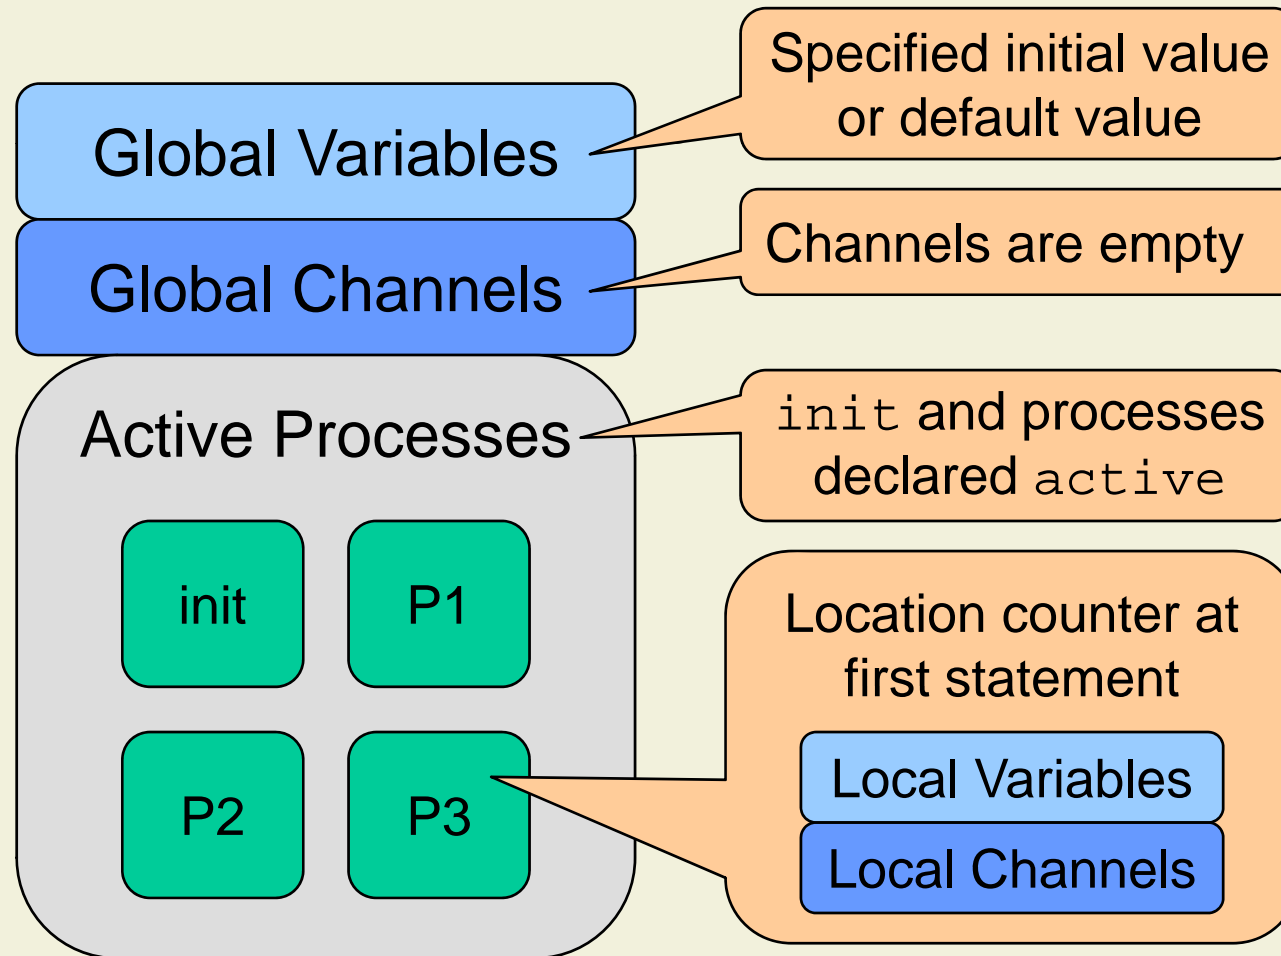 Specified initial value
or default value
Global Variables
Channels are empty
Global Channels
init and processes
declared active
Active Processes
init
P1
Location counter at
first statement
P2
P3
Local Variables
Local Channels